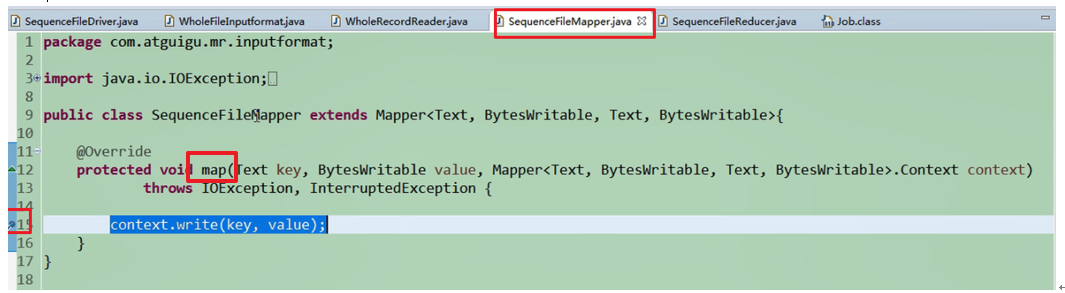 SequenceFileDriver.java WholeFileInputformat.java WholeRecordReader.java SequenceFileMapper.java SequenceFileReducer.java Job.class
1 package com.atguigu.mr.inputformat;
2
3 import java.io.IOException;
8
9 public class SequenceFileMapper extends Mapper<Text, BytesWritable, Text, BytesWritable>{
10
11 @Override
12 protected void map(Text key, BytesWritable value, Mapper<Text, BytesWritable, Text, BytesWritable>.Context context)
13 throws IOException, InterruptedException {
14
15 context.write(key, value);
16 }
17 }
18